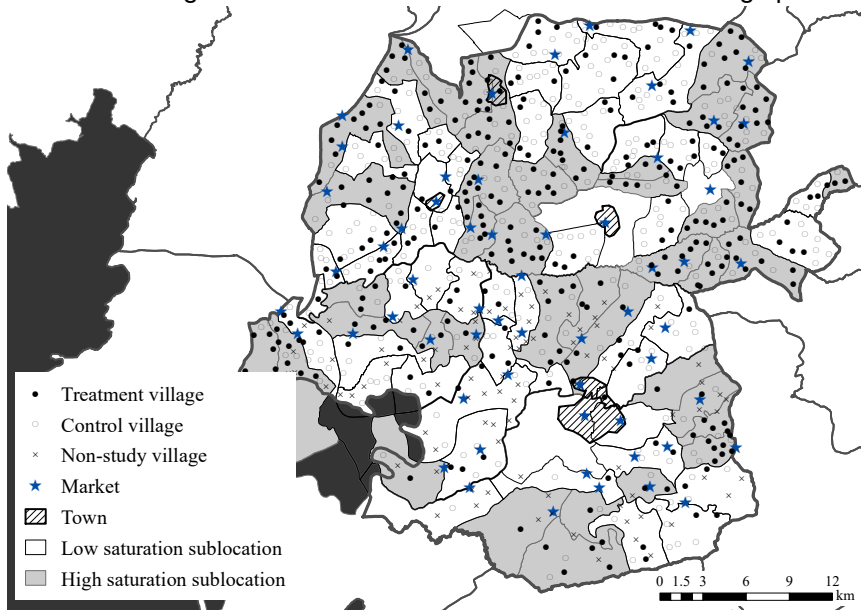 Treatment village
Control village
Non-study village
Market
Town
Low saturation sublocation
High saturation sublocation
0 1.5 3 6 9 12
km